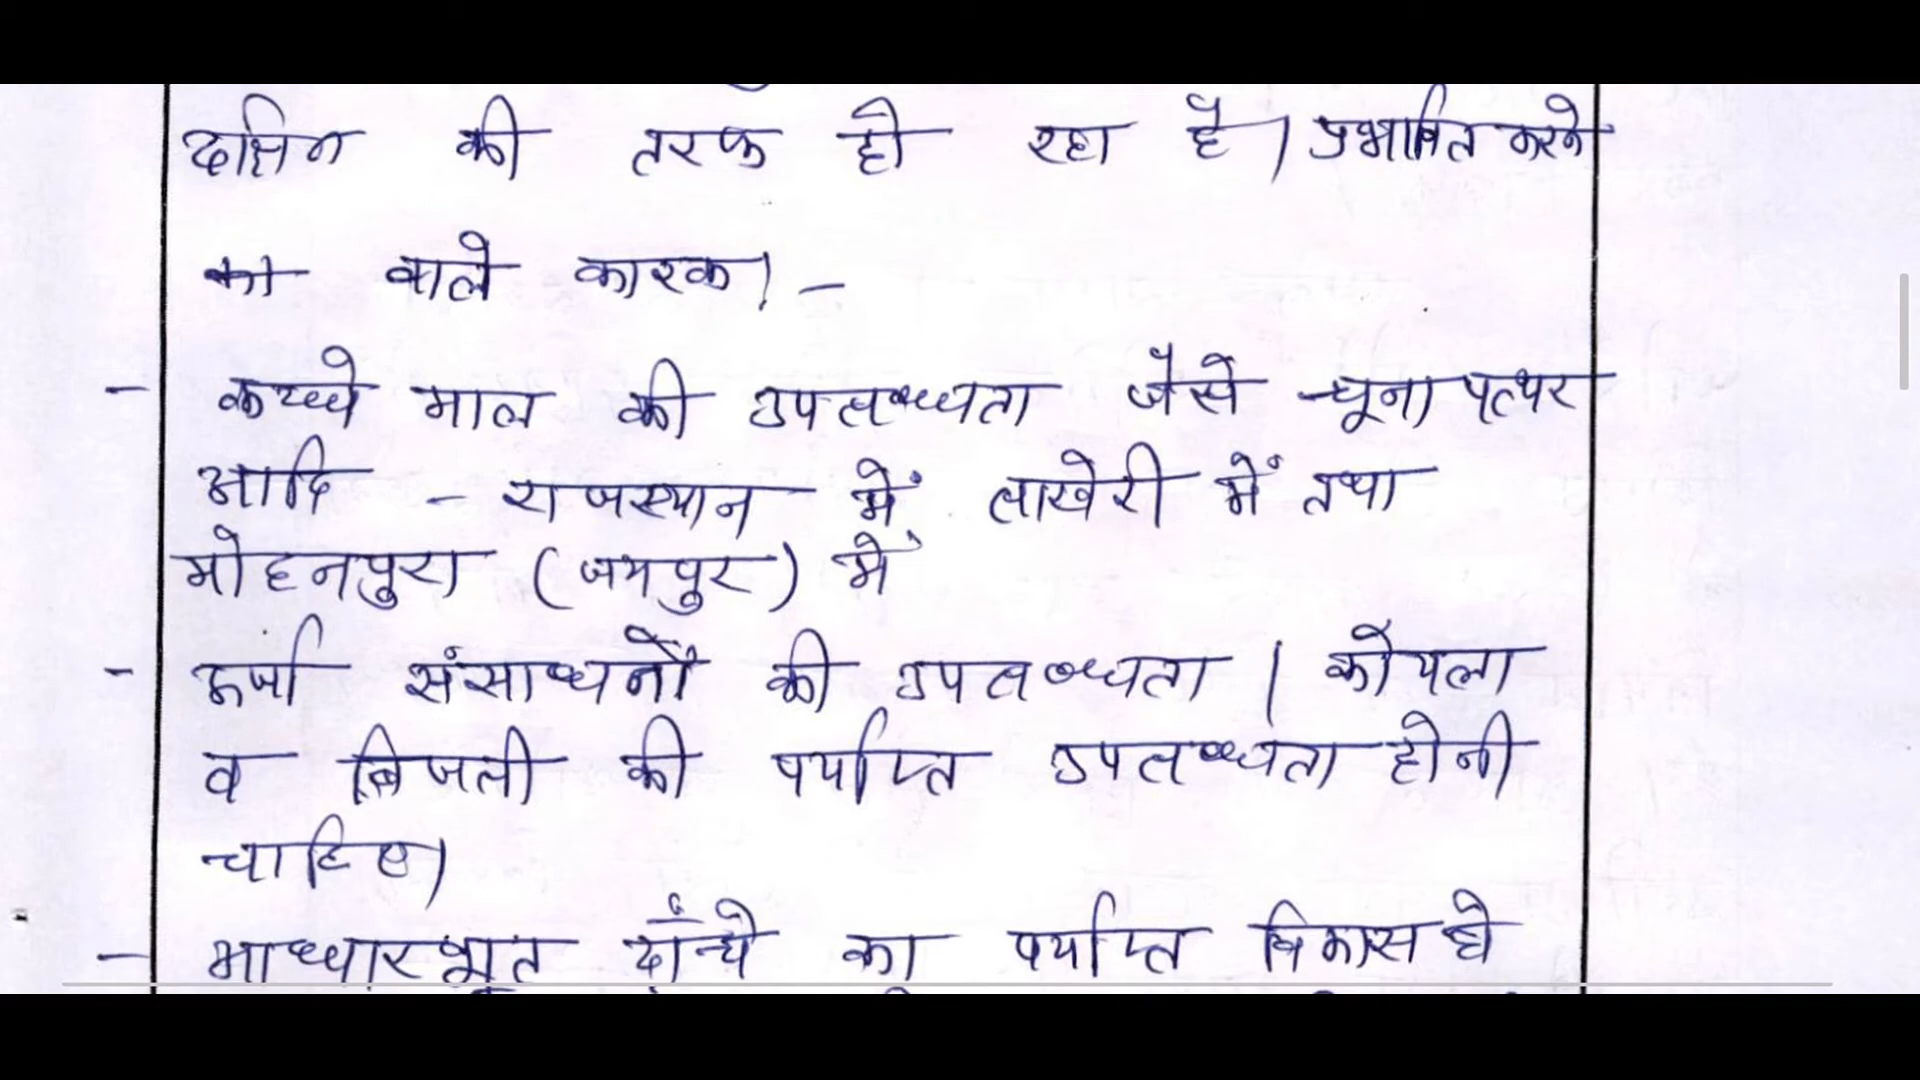 दक्षिण की तरफ हो रहा है। प्रभावित करने
का वाले कारक। -
- कच्चे माल की उपलब्धता जैसे चूना पत्थर
आदि - राजस्थान में लाखेरी में तथा
मोहनपुरा (जयपुर) में
- ऊर्जा संसाधनों की उपलब्धता। कोयला
व बिजली की पर्याप्त उपलब्धता होनी
चाहिए।
- आधारभूत ढाँचे का पर्याप्त विकास हो